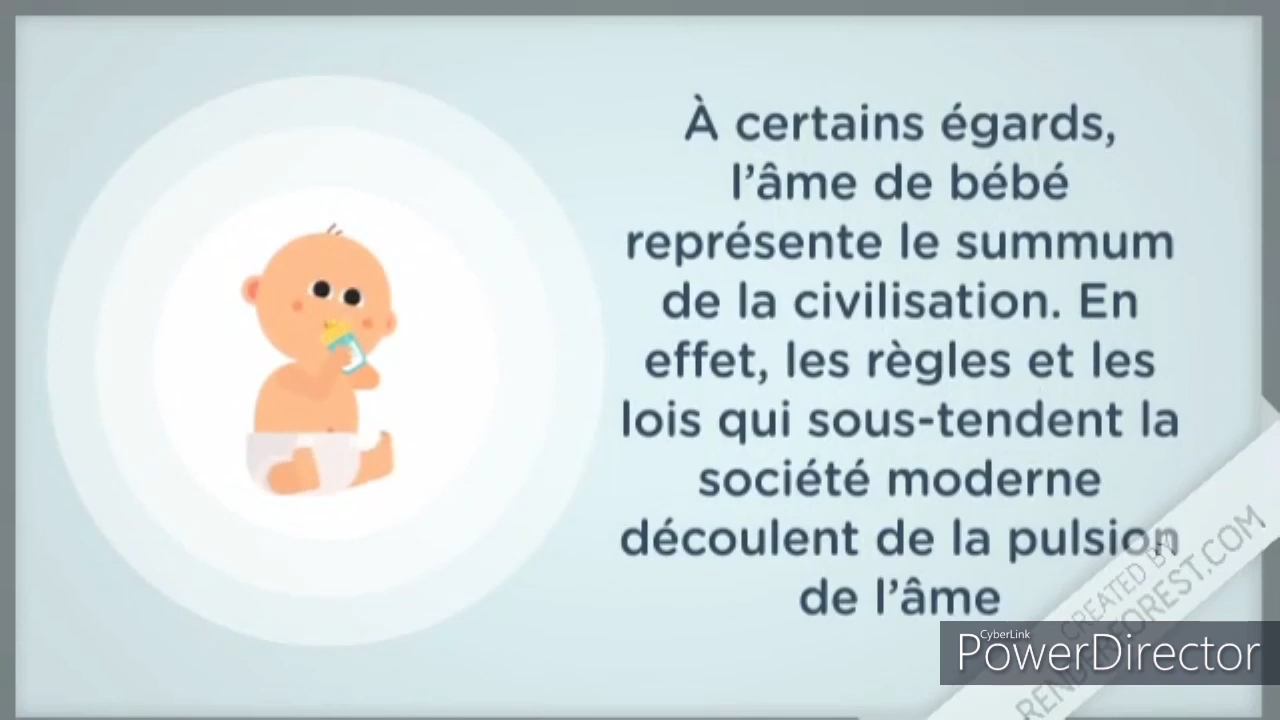 À certains égards,
l’âme de bébé
représente le summum
de la civilisation. En
effet, les règles et les
lois qui sous-tendent la
société moderne
découlent de la pulsion
de l’âme
CREATED BY
RENDERFOREST.COM
CyberLink
PowerDirector